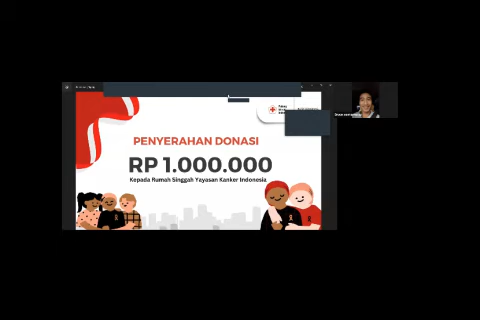 PENYERAHAN DONASI
RP 1.000.000
Kepada Rumah Singgah Yayasan Kanker Indonesia